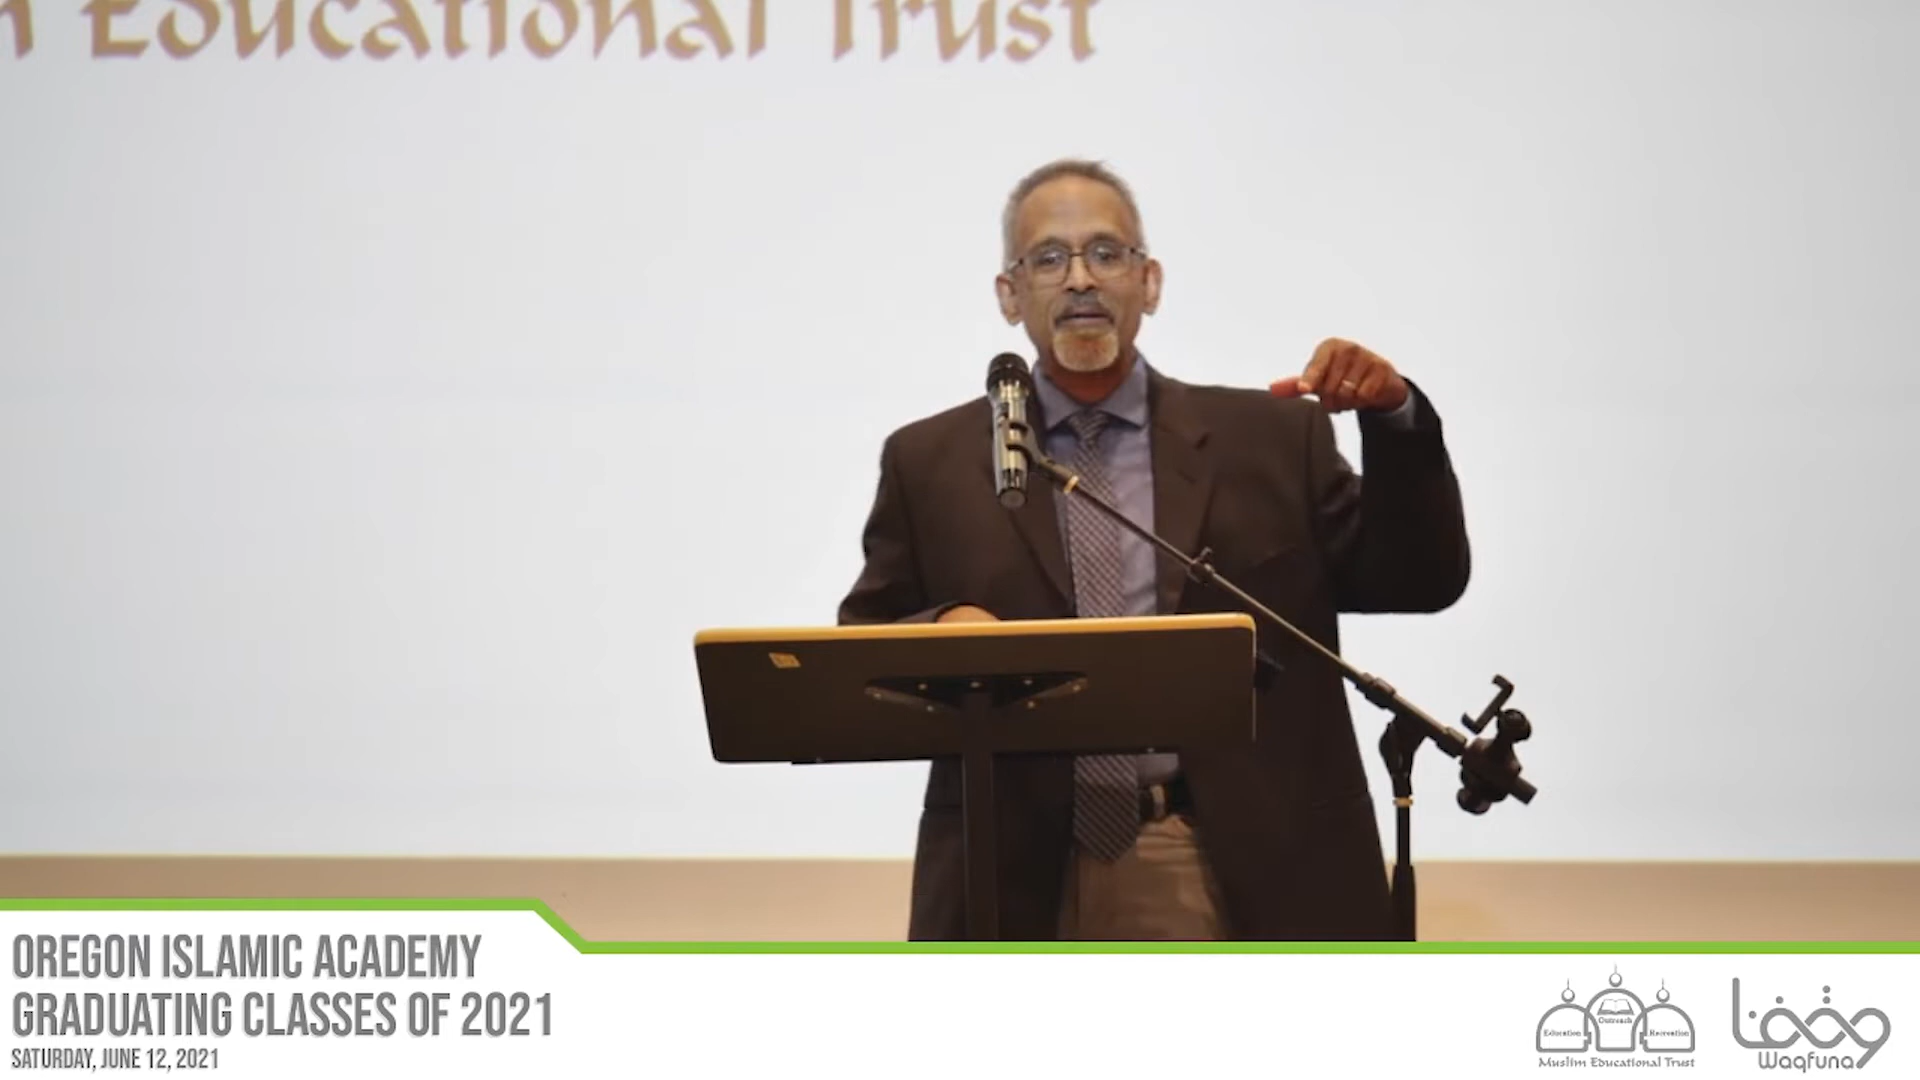 n Educational Trust
OREGON ISLAMIC ACADEMY
GRADUATING CLASSES OF 2021
SATURDAY, JUNE 12, 2021
Education
Outreach
Recreation
Muslim Educational Trust
وقفنا
Waqfuna